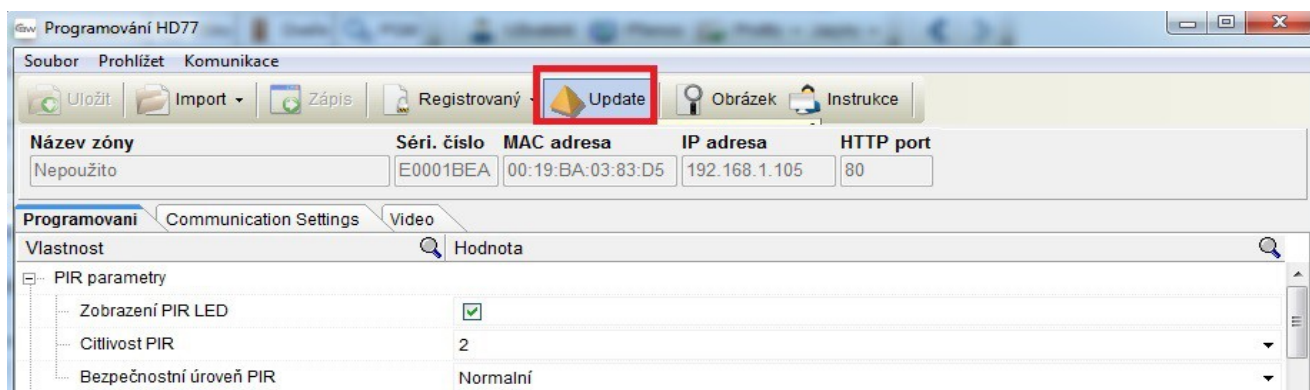 Programování HD77
Soubor Prohlížet Komunikace
Uložit Import Zápis Registrovaný Update Obrázek Instrukce
Název zóny Séri. číslo MAC adresa IP adresa HTTP port
Nepoužito E0001BEA 00:19:BA:03:83:D5 192.168.1.105 80
Programovani Communication Settings Video
Vlastnost Hodnota
PIR parametry
Zobrazení PIR LED
Citlivost PIR 2
Bezpečnostní úroveň PIR Normalní